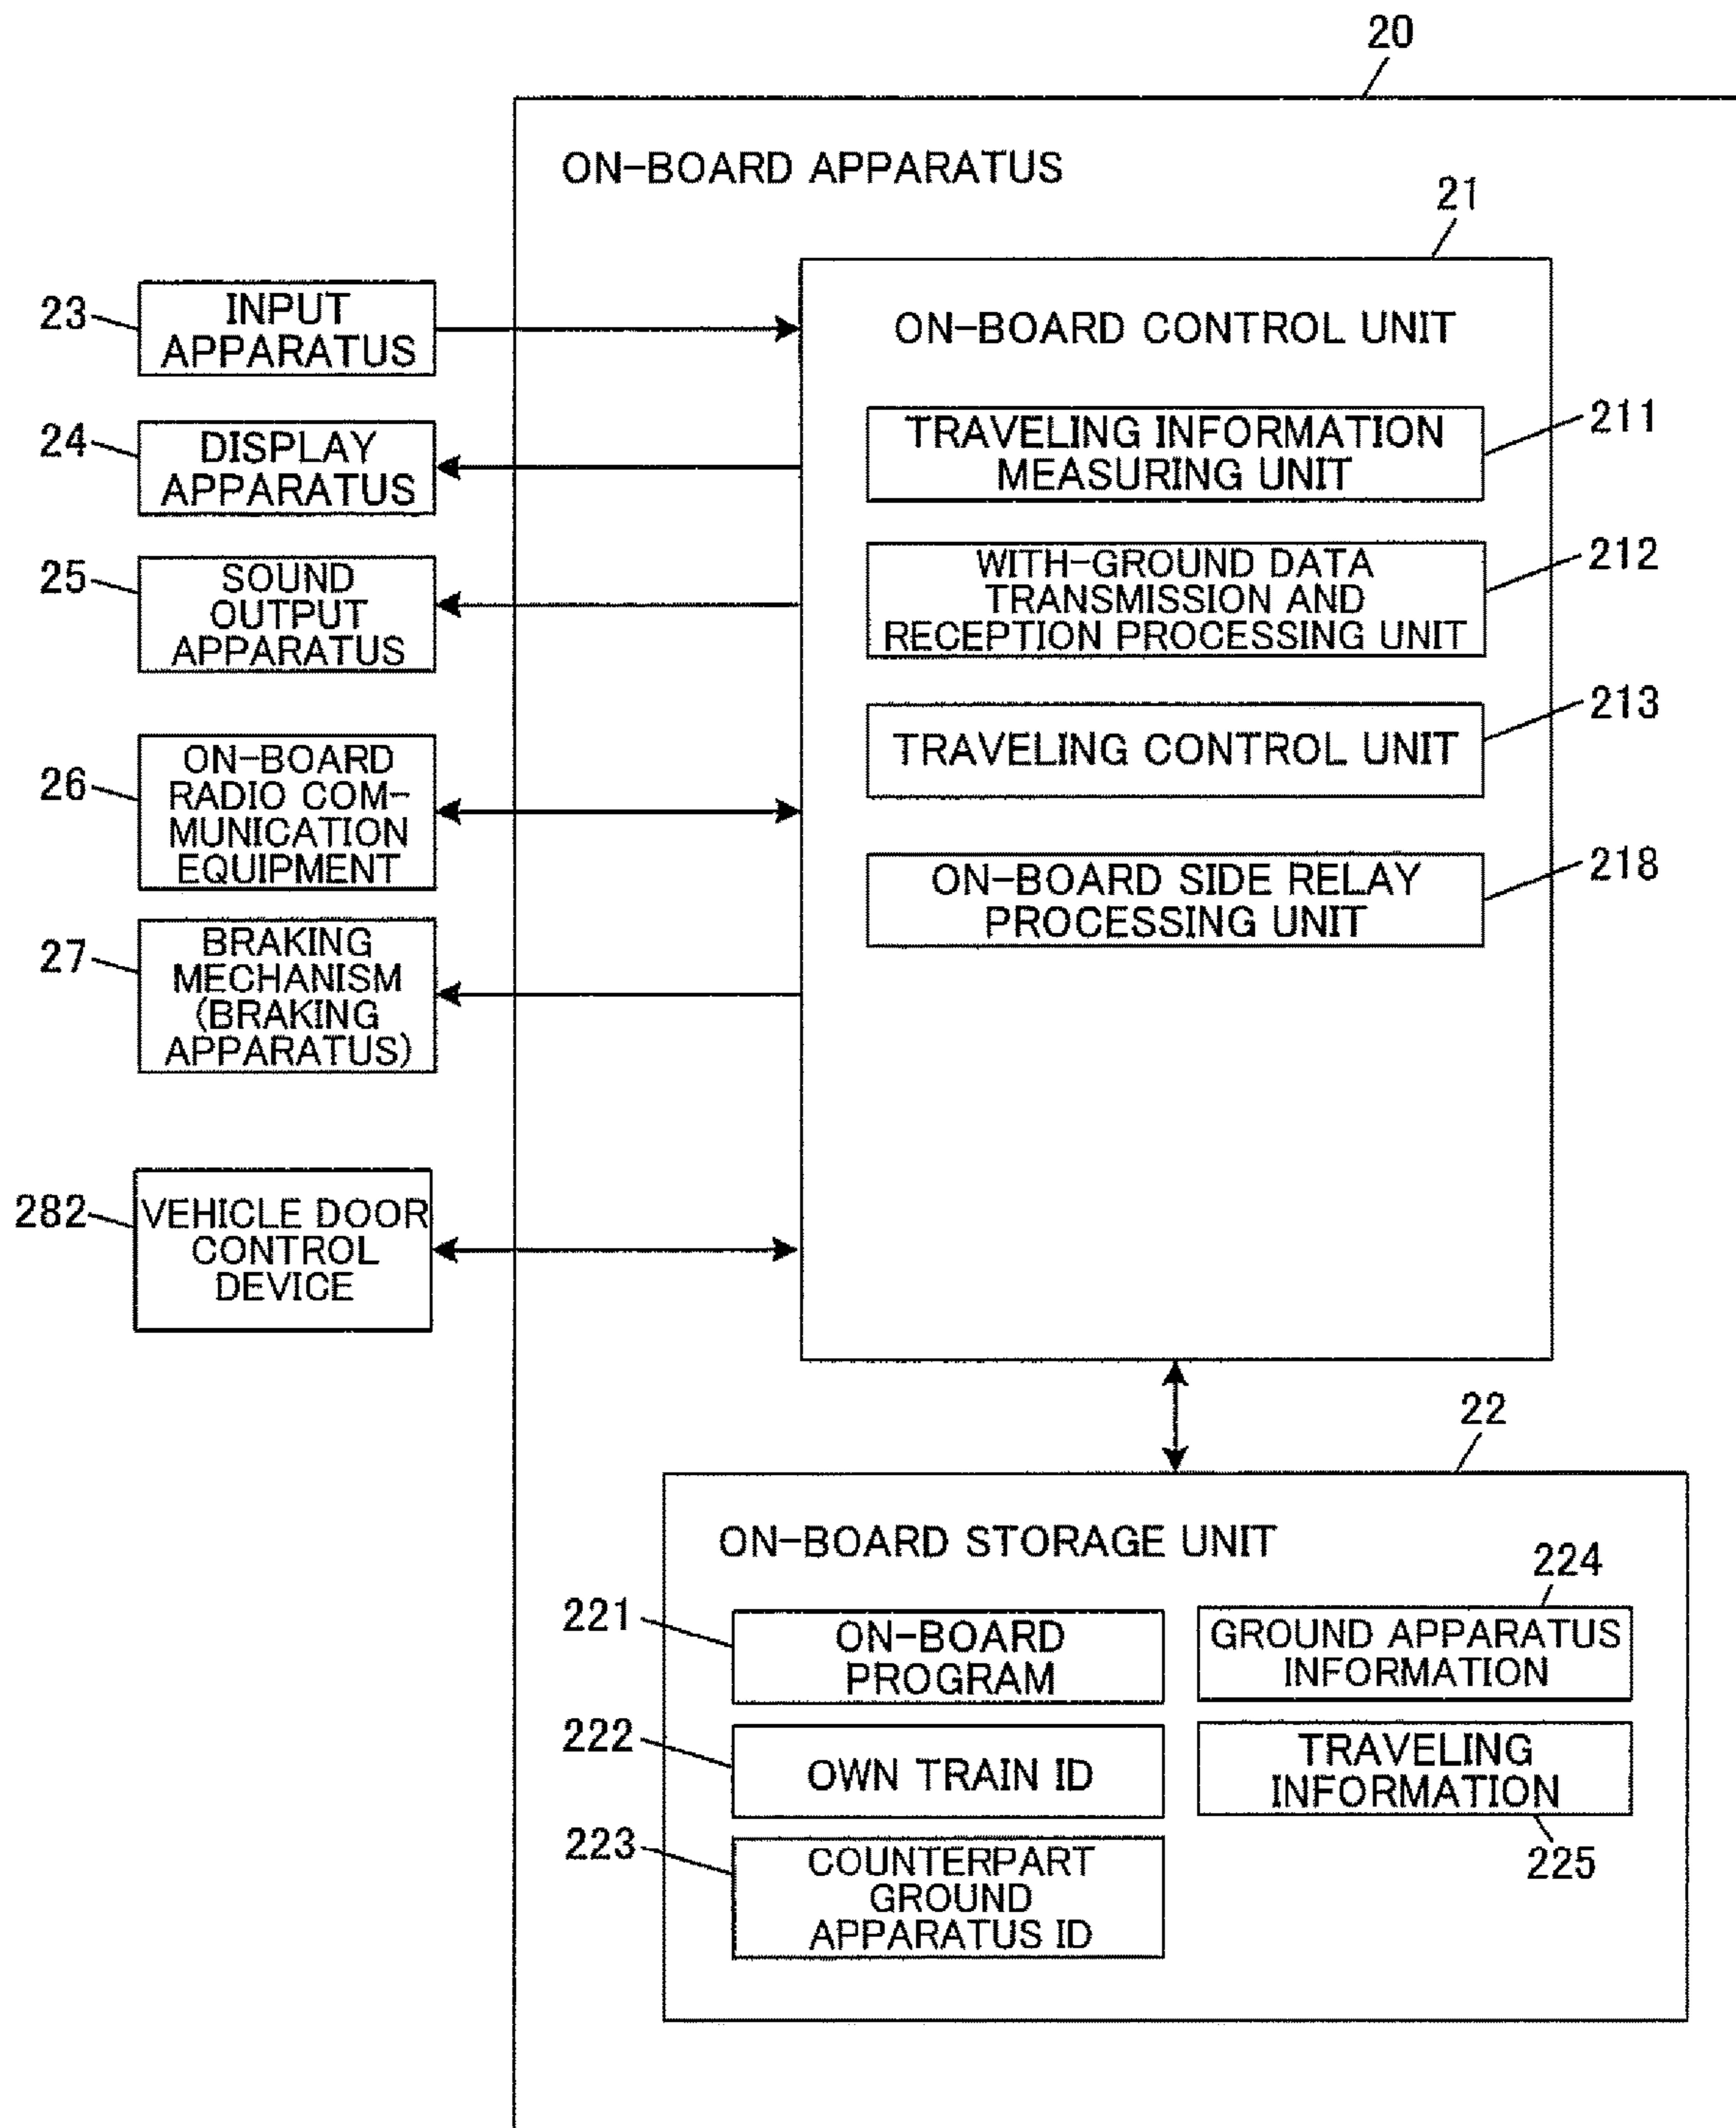 20
ON-BOARD APPARATUS
21
ON-BOARD CONTROL UNIT
23
INPUT
APPARATUS
24
DISPLAY
APPARATUS
25
SOUND
OUTPUT
APPARATUS
26
ON-BOARD
RADIO COM-
MUNICATION
EQUIPMENT
27
BRAKING
MECHANISM
(BRAKING
APPARATUS)
282
VEHICLE DOOR
CONTROL
DEVICE
TRAVELING INFORMATION
MEASURING UNIT
211
WITH-GROUND DATA
TRANSMISSION AND
RECEPTION PROCESSING UNIT
212
TRAVELING CONTROL UNIT
213
ON-BOARD SIDE RELAY
PROCESSING UNIT
218
22
ON-BOARD STORAGE UNIT
221
ON-BOARD
PROGRAM
222
OWN TRAIN ID
223
COUNTERPART
GROUND
APPARATUS ID
224
GROUND APPARATUS
INFORMATION
TRAVELING
INFORMATION
225